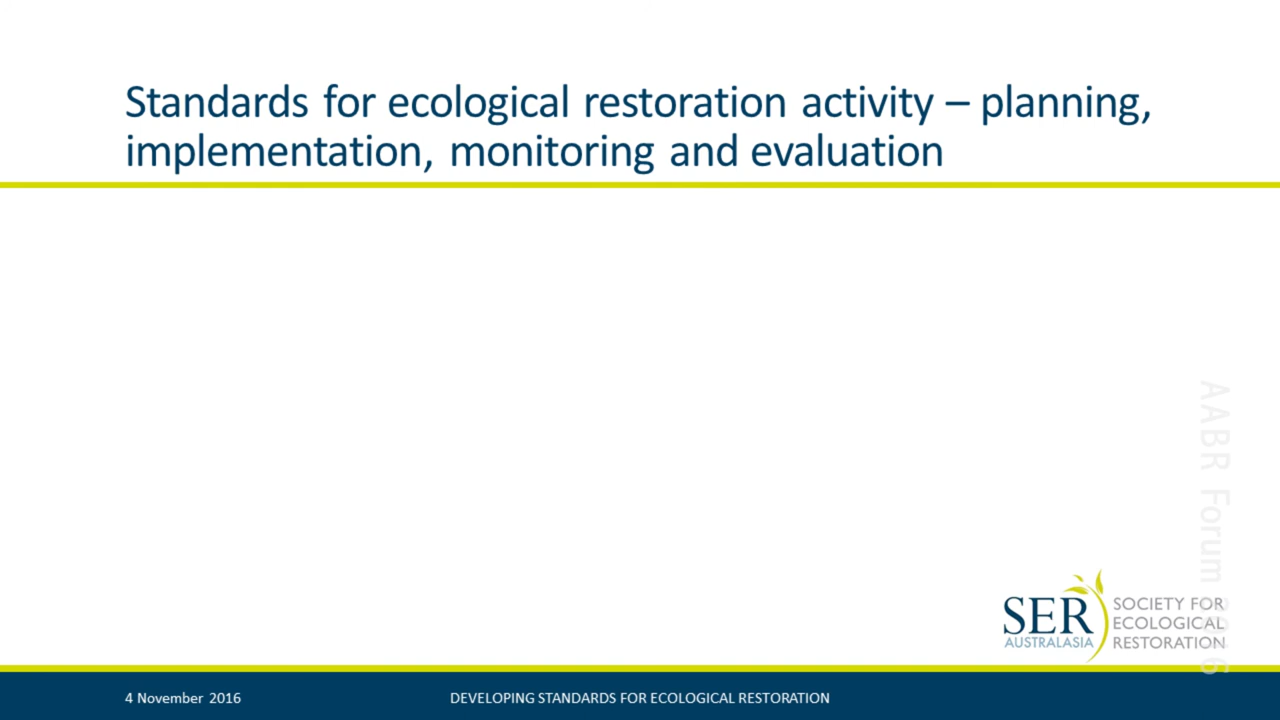 Standards for ecological restoration activity – planning,
implementation, monitoring and evaluation
AABR Forum 2016
SER
AUSTRALASIA
SOCIETY FOR
ECOLOGICAL
RESTORATION
4 November 2016
DEVELOPING STANDARDS FOR ECOLOGICAL RESTORATION